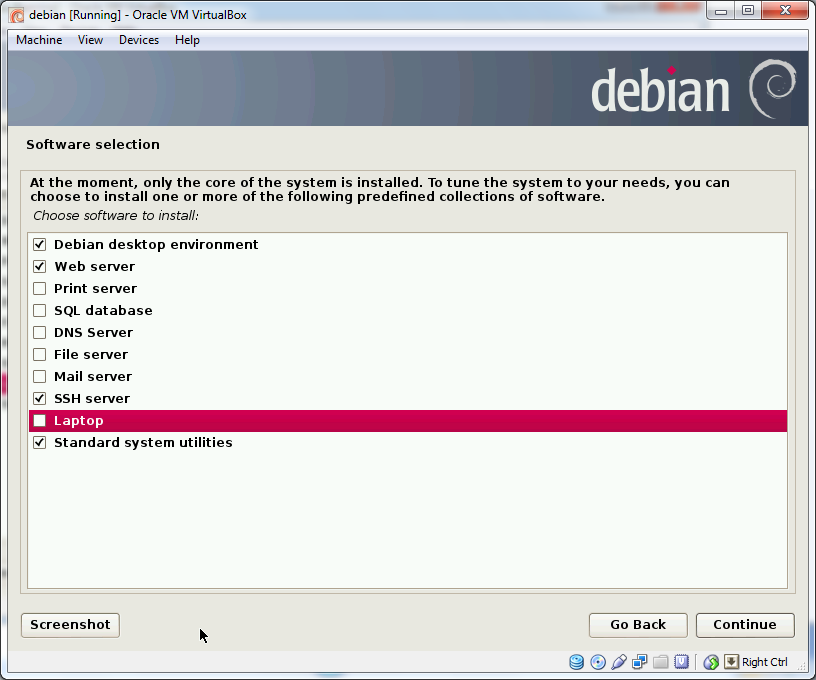 debian [Running] - Oracle VM VirtualBox
Machine View Devices Help
debian
Software selection
At the moment, only the core of the system is installed. To tune the system to your needs, you can
choose to install one or more of the following predefined collections of software.
Choose software to install:
Debian desktop environment
Web server
Print server
SQL database
DNS Server
File server
Mail server
SSH server
Laptop
Standard system utilities
Screenshot Go Back Continue
Right Ctrl